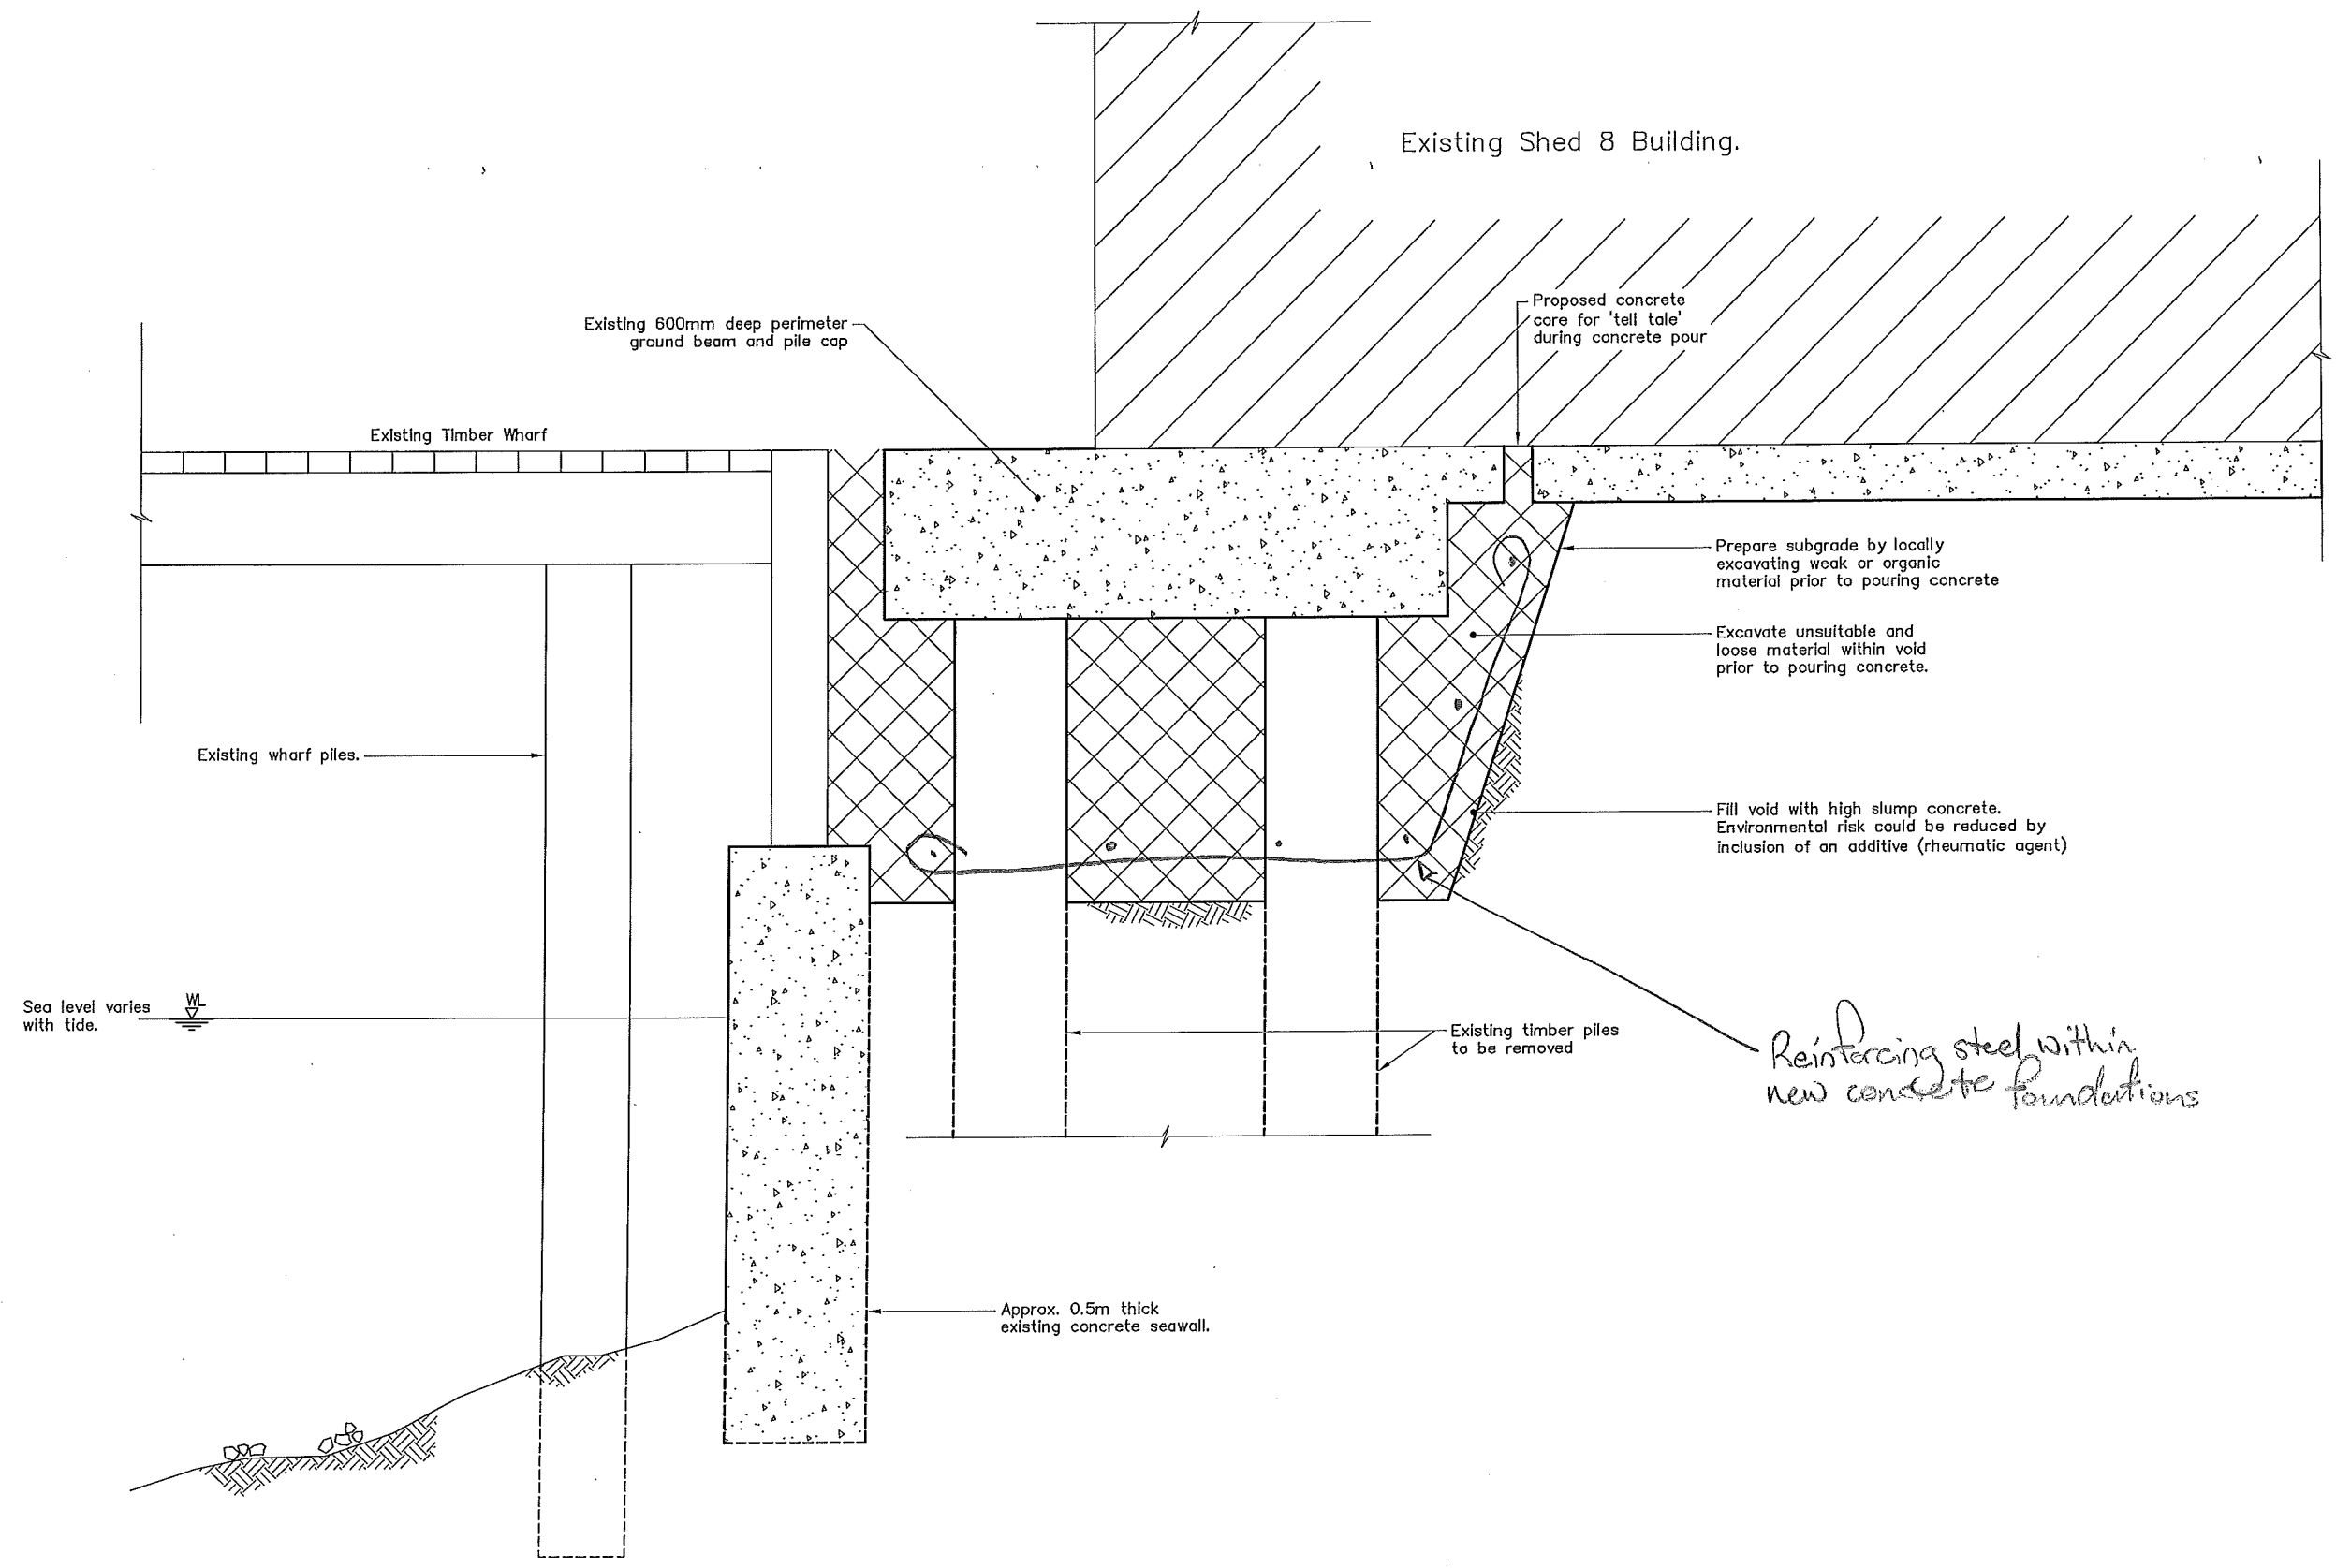 Existing Shed 8 Building.
Proposed concrete
core for 'tell tale'
during concrete pour
Existing 600mm deep perimeter
ground beam and pile cap
Existing Timber Wharf
Prepare subgrade by locally
excavating weak or organic
material prior to pouring concrete
Excavate unsuitable and
loose material within void
prior to pouring concrete.
Existing wharf piles.
Fill void with high slump concrete.
Environmental risk could be reduced by
inclusion of an additive (rheumatic agent)
Sea level varies
with tide.
WL
Existing timber piles
to be removed
Reinforcing steel within
new concrete foundations
Approx. 0.5m thick
existing concrete seawall.